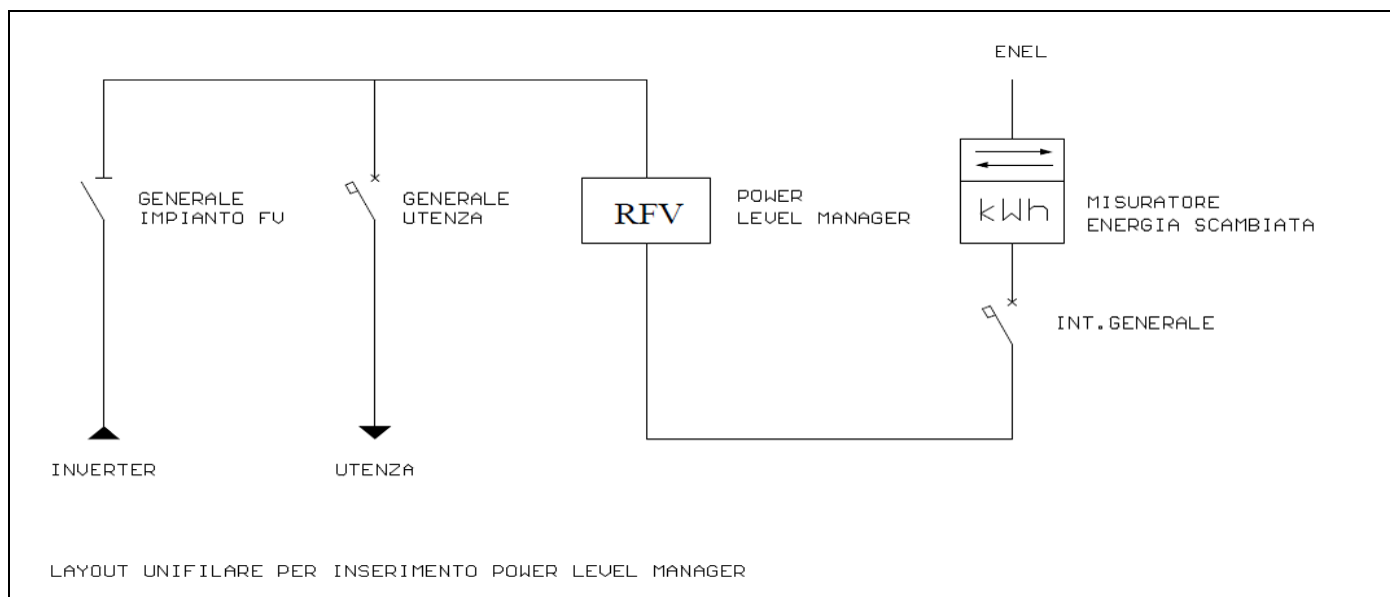 ENEL
GENERALE
IMPIANTO FV
GENERALE
UTENZA
RFV
POWER
LEVEL MANAGER
kWh
MISURATORE
ENERGIA SCAMBIATA
INT.GENERALE
INVERTER
UTENZA
LAYOUT UNIFILARE PER INSERIMENTO POWER LEVEL MANAGER